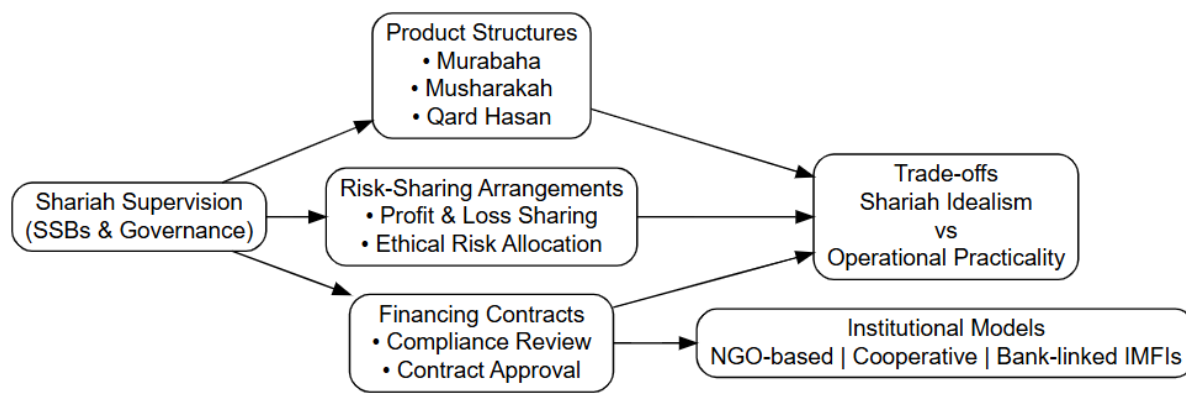 Product Structures
• Murabaha
• Musharakah
• Qard Hasan
Shariah Supervision
(SSBs & Governance)
Risk-Sharing Arrangements
• Profit & Loss Sharing
• Ethical Risk Allocation
Financing Contracts
• Compliance Review
• Contract Approval
Trade-offs
Shariah Idealism
vs
Operational Practicality
Institutional Models
NGO-based | Cooperative | Bank-linked IMFIs